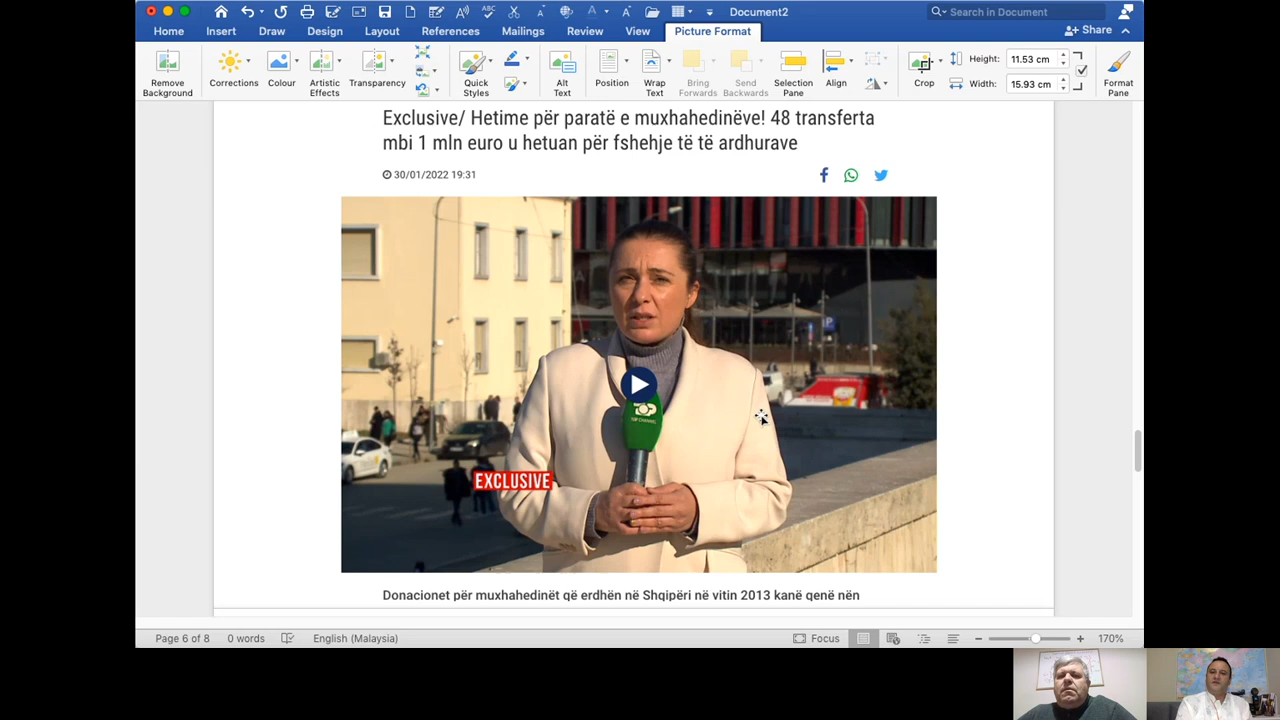 Document2
Search in Document
Home Insert Draw Design Layout References Mailings Review View Picture Format
Share
Remove Background
Corrections
Colour
Artistic Effects
Transparency
Quick Styles
Alt Text
Position
Wrap Text
Bring Forwards
Send Backwards
Selection Pane
Align
Crop
Height: 11.53 cm
Width: 15.93 cm
Format Pane
Exclusive/ Hetime për paratë e muxhahedinëve! 48 transferta
mbi 1 mln euro u hetuan për fshehje të të ardhurave
30/01/2022 19:31
TOP CHANNEL
EXCLUSIVE
Donacionet për muxhahedinët që erdhën në Shqipëri në vitin 2013 kanë qenë nën
Page 6 of 8 0 words English (Malaysia) Focus 170%